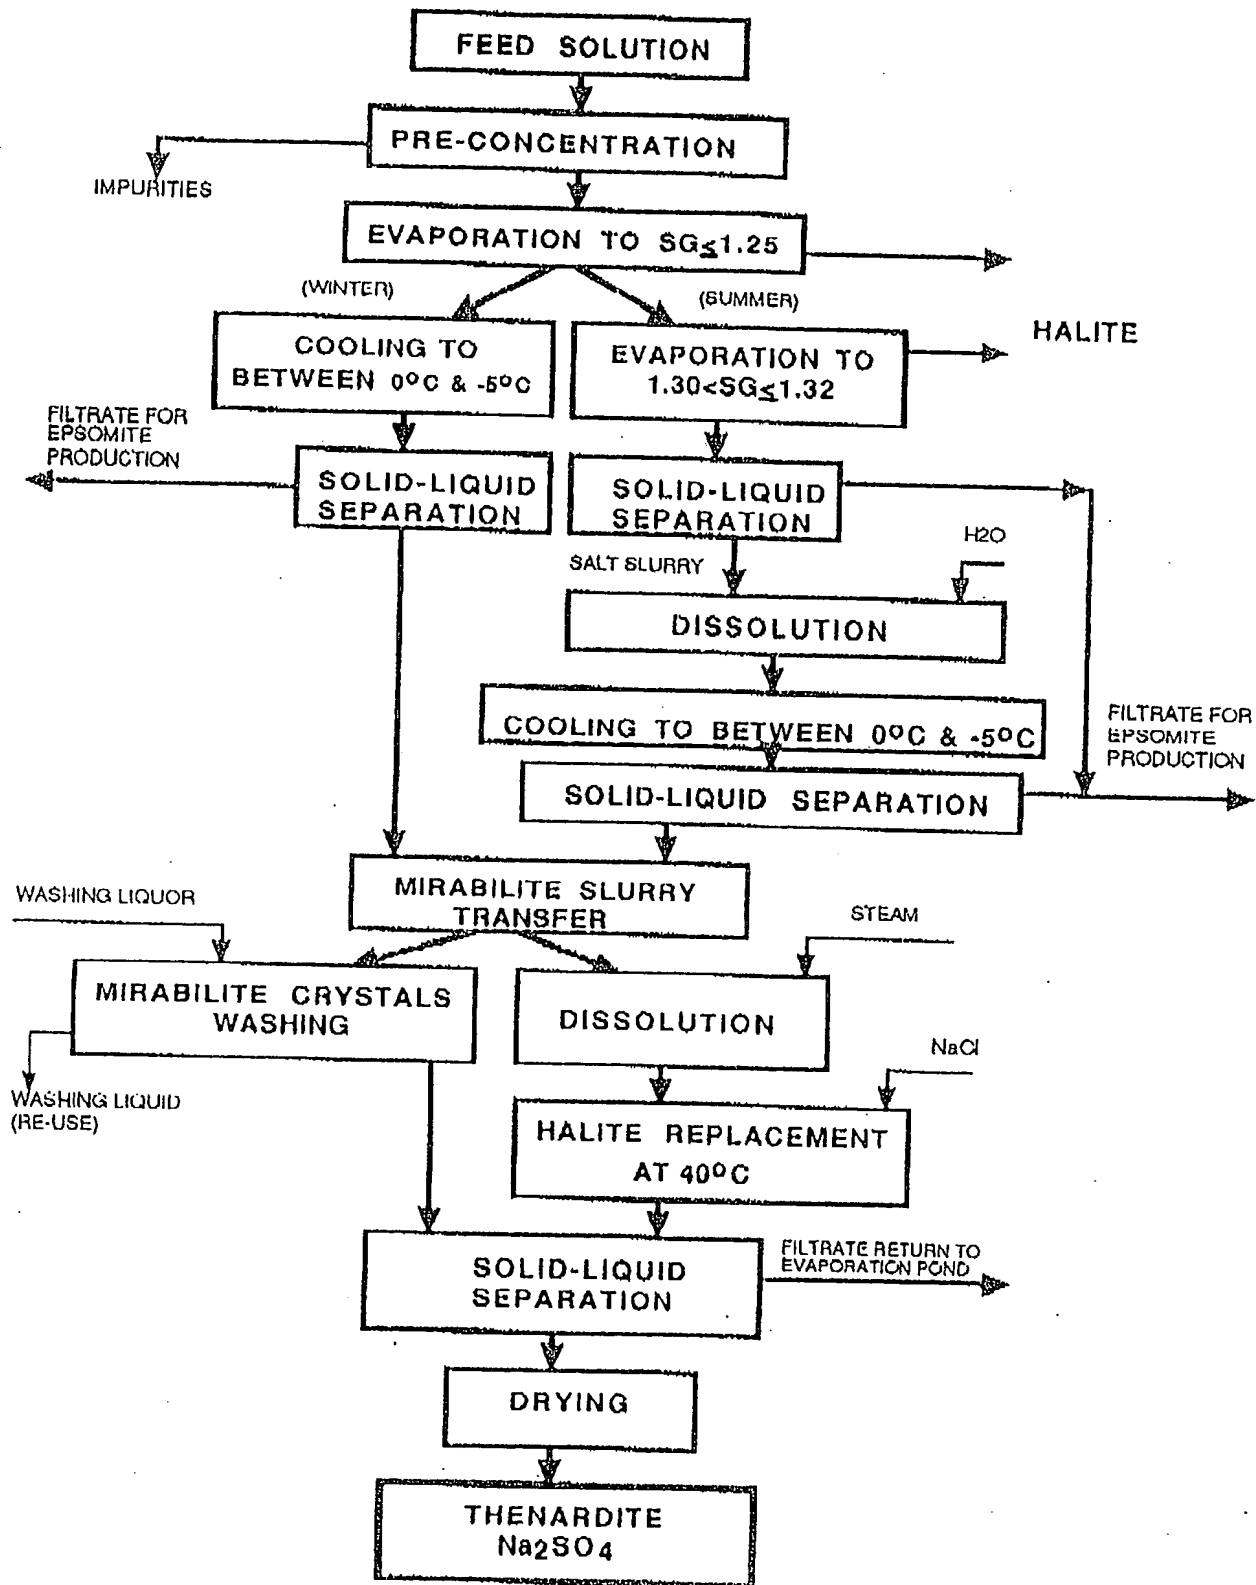 FEED SOLUTION
PRE-CONCENTRATION
IMPURITIES
EVAPORATION TO SG≤1.25
(WINTER)
(SUMMER)
HALITE
COOLING TO
BETWEEN 0°C & -5°C
EVAPORATION TO
1.30<SG≤1.32
FILTRATE FOR
EPSOMITE
PRODUCTION
SOLID-LIQUID
SEPARATION
SOLID-LIQUID
SEPARATION
H2O
SALT SLURRY
DISSOLUTION
COOLING TO BETWEEN 0°C & -5°C
FILTRATE FOR
EPSOMITE
PRODUCTION
SOLID-LIQUID SEPARATION
MIRABILITE SLURRY
TRANSFER
WASHING LIQUOR
STEAM
MIRABILITE CRYSTALS
WASHING
DISSOLUTION
NaCl
WASHING LIQUID
(RE-USE)
HALITE REPLACEMENT
AT 40°C
SOLID-LIQUID
SEPARATION
FILTRATE RETURN TO
EVAPORATION POND
DRYING
THENARDITE
Na2SO4